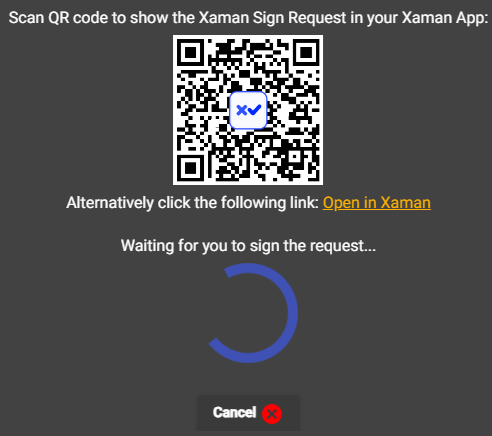 Scan QR code to show the Xaman Sign Request in your Xaman App:
Alternatively click the following link: Open in Xaman
Waiting for you to sign the request...
Cancel